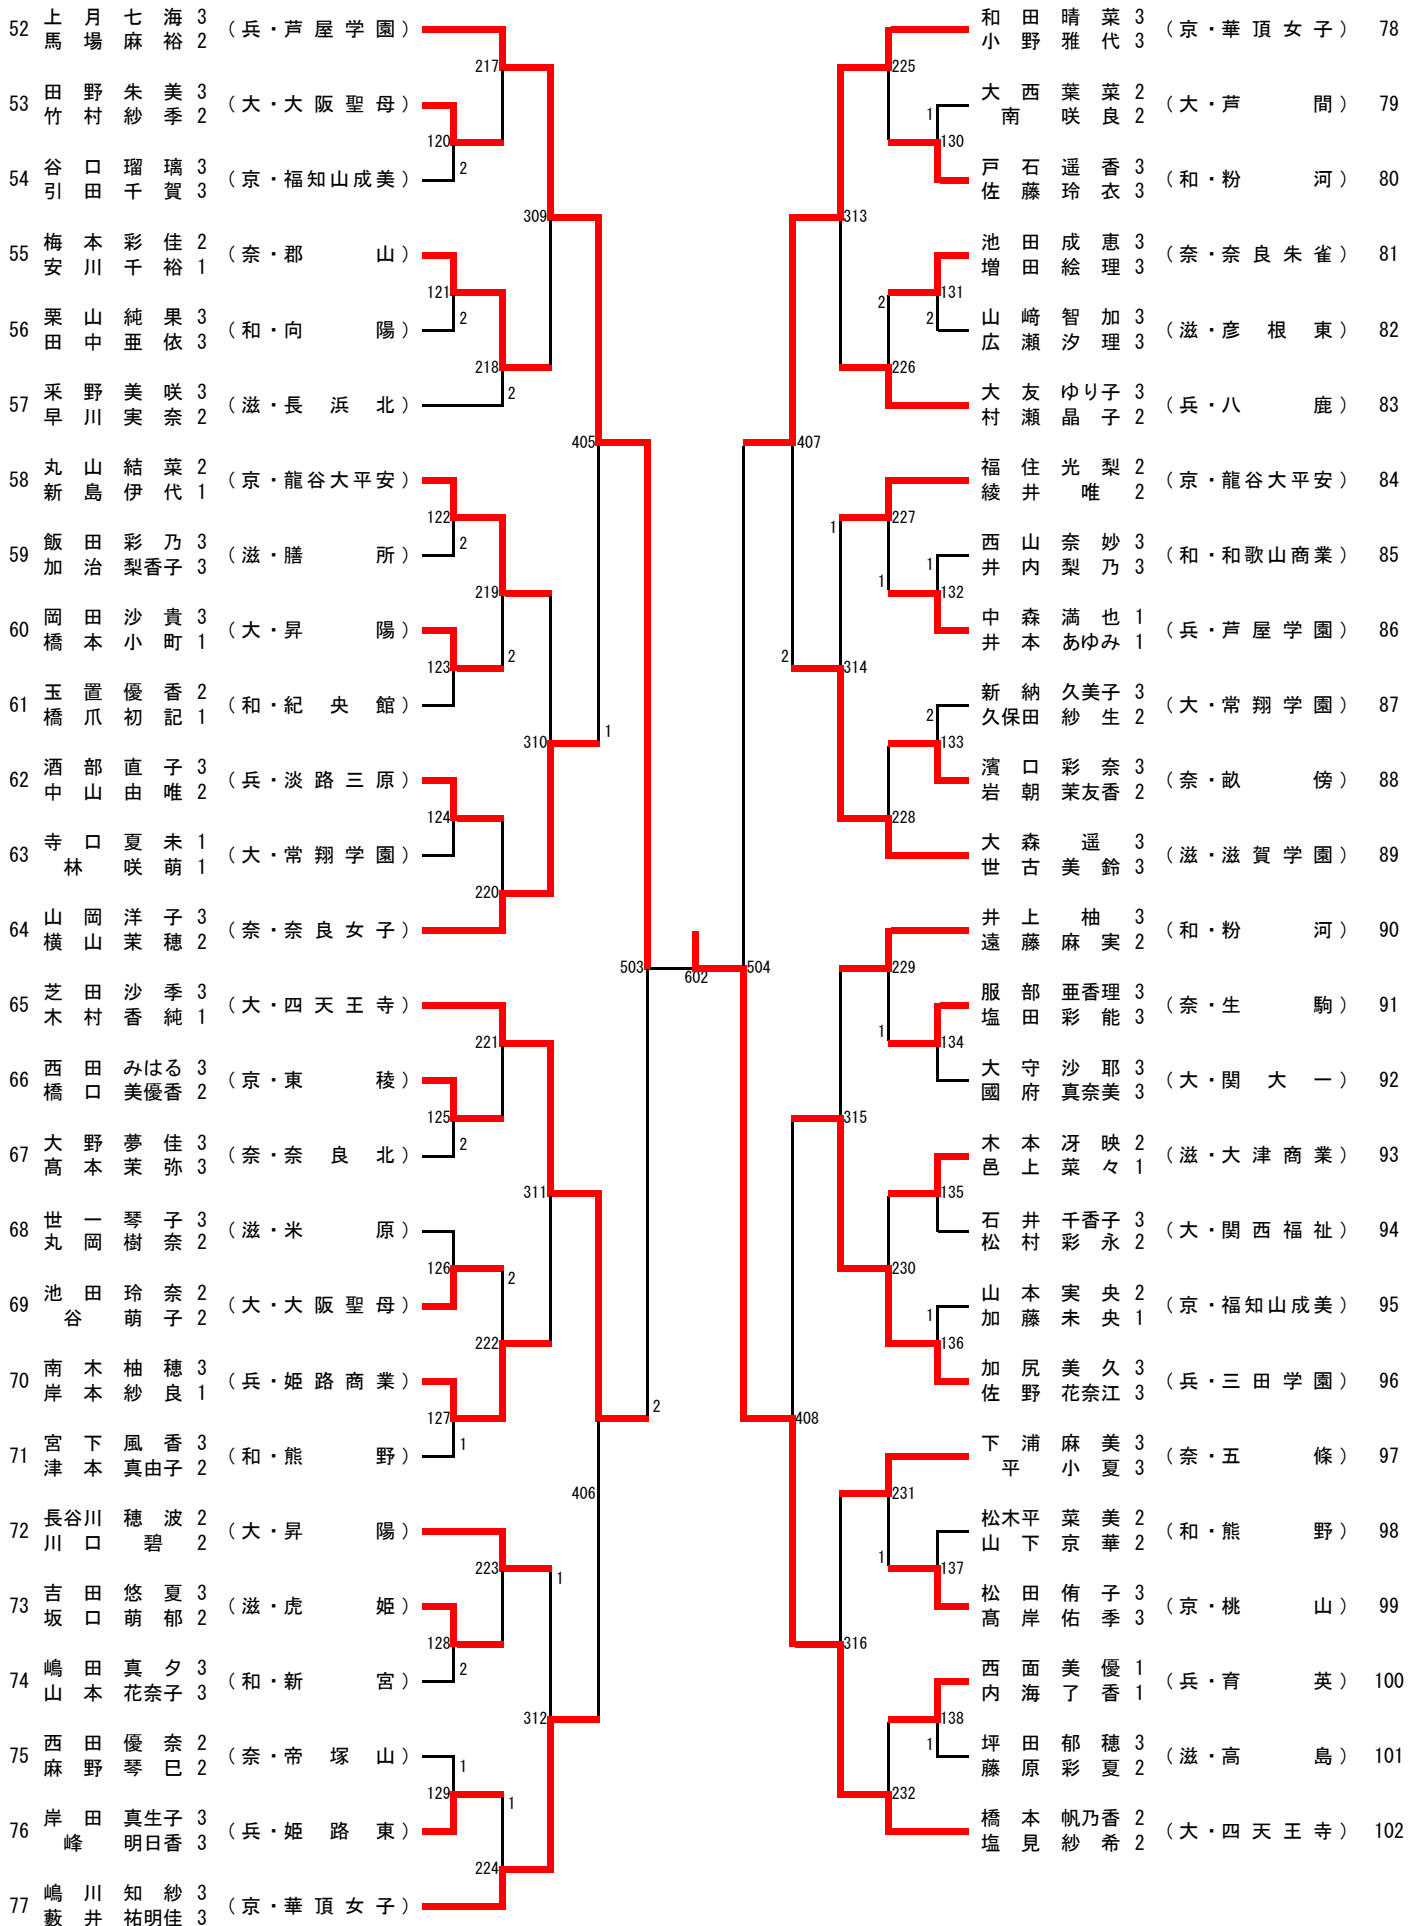 52 上月七海 3 (兵・芦屋学園)
馬場麻裕 2
53 田野朱美 3 (大・大阪聖母)
竹村紗季 2
54 谷口瑠璃 3 (京・福知山成美)
引田千賀 3
55 梅本彩佳 2 (奈・郡山)
安川千裕 1
56 栗山純果 3 (和・向陽)
田中亜依 3
57 采野美咲 3 (滋・長浜北)
早川実奈 2
58 丸山結菜 2 (京・龍谷大平安)
新島伊代 1
59 飯田彩乃 3 (滋・膳所)
加治梨香子 3
60 岡田沙貴 3 (大・昇陽)
橋本小町 1
61 玉置優香 2 (和・紀央館)
橋爪初記 1
62 酒部直子 3 (兵・淡路三原)
中山由唯 2
63 寺口夏未 1 (大・常翔学園)
林咲萌 1
64 山岡洋子 3 (奈・奈良女子)
横山茉穂 2
65 芝田沙季 3 (大・四天王寺)
木村香純 1
66 西田みはる 3 (京・東稜)
橋口美優香 2
67 大野夢佳 3 (奈・奈良北)
髙本茉弥 3
68 世一琴子 3 (滋・米原)
丸岡樹奈 2
69 池田玲奈 2 (大・大阪聖母)
谷萌子 2
70 南木柚穂 3 (兵・姫路商業)
岸本紗良 1
71 宮下風香 3 (和・熊野)
津本真由子 2
72 長谷川穂波 2 (大・昇陽)
川口碧 2
73 吉田悠夏 3 (滋・虎姫)
坂口萌郁 2
74 嶋田真夕 3 (和・新宮)
山本花奈子 3
75 西田優奈 2 (奈・帝塚山)
麻野琴巳 2
76 岸田真生子 3 (兵・姫路東)
峰明日香 3
77 嶋川知紗 3 (京・華頂女子)
藪井祐明佳 3
217
120
2
309
121
2
218
2
405
122
2
219
123
2
310
1
124
220
503
602
504
221
125
2
311
126
2
222
127
1
2
406
223
1
128
2
312
1
129
1
224
225
1
130
313
2
131
2
226
407
1
227
1
1
132
2
314
2
133
228
229
1
134
315
135
230
1
136
408
231
1
137
316
138
1
232
和田晴菜 3 (京・華頂女子) 78
小野雅代 3
大西葉菜 2 (大・芦間) 79
南咲良 2
戸石遥香 3 (和・粉河) 80
佐藤玲衣 3
池田成恵 3 (奈・奈良朱雀) 81
増田絵理 3
山﨑智加 3 (滋・彦根東) 82
広瀬汐理 3
大友ゆり子 3 (兵・八鹿) 83
村瀬晶子 2
福住光梨 2 (京・龍谷大平安) 84
綾井唯 2
西山奈妙 3 (和・和歌山商業) 85
井内梨乃 3
中森満也 1 (兵・芦屋学園) 86
井本あゆみ 1
新納久美子 3 (大・常翔学園) 87
久保田紗生 2
濱口彩奈 3 (奈・畝傍) 88
岩朝茉友香 2
大森遥 3 (滋・滋賀学園) 89
世古美鈴 3
井上柚 3 (和・粉河) 90
遠藤麻実 2
服部亜香理 3 (奈・生駒) 91
塩田彩能 3
大守沙耶 3 (大・関大一) 92
國府真奈美 3
木本冴映 2 (滋・大津商業) 93
邑上菜々 1
石井千香子 3 (大・関西福祉) 94
松村彩永 2
山本実央 2 (京・福知山成美) 95
加藤未央 1
加尻美久 3 (兵・三田学園) 96
佐野花奈江 3
下浦麻美 3 (奈・五條) 97
平小夏 3
松木平菜美 2 (和・熊野) 98
山下京華 2
松田侑子 3 (京・桃山) 99
髙岸佑季 3
西面美優 1 (兵・育英) 100
内海了香 1
坪田郁穂 3 (滋・高島) 101
藤原彩夏 2
橋本帆乃香 2 (大・四天王寺) 102
塩見紗希 2